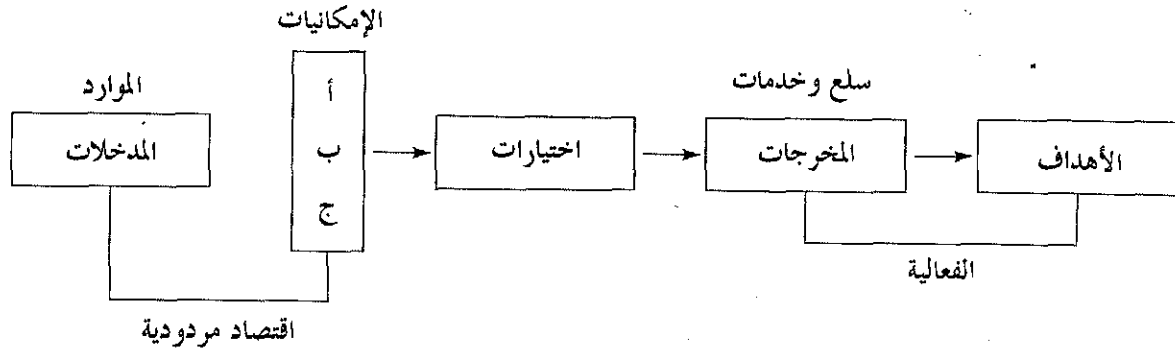 الإمكانيات
الموارد
سلع وخدمات
المدخلات
أ
ب
ج
اختيارات
المخرجات
الأهداف
الفعالية
اقتصاد مردودية